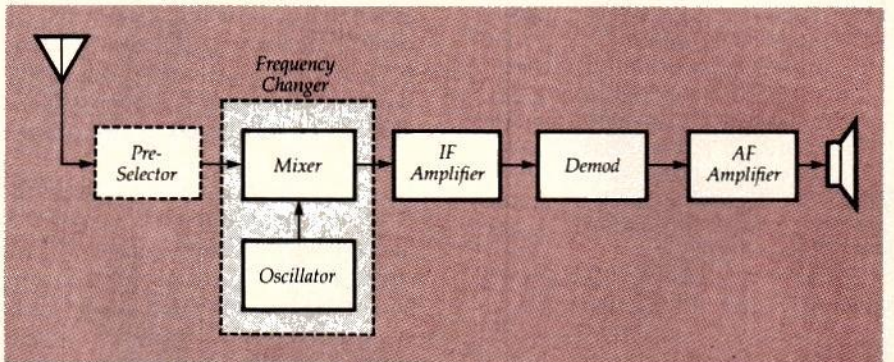 Frequency
Changer
Pre-
Selector
Mixer
IF
Amplifier
Demod
AF
Amplifier
Oscillator